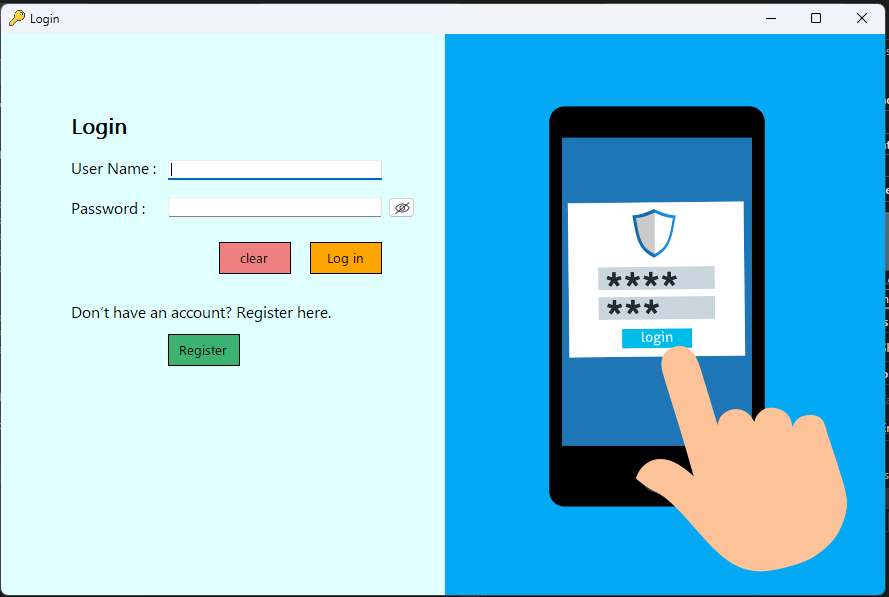 Login
Login
User Name :
Password :
clear
Log in
Don't have an account? Register here.
Register
****
***
login